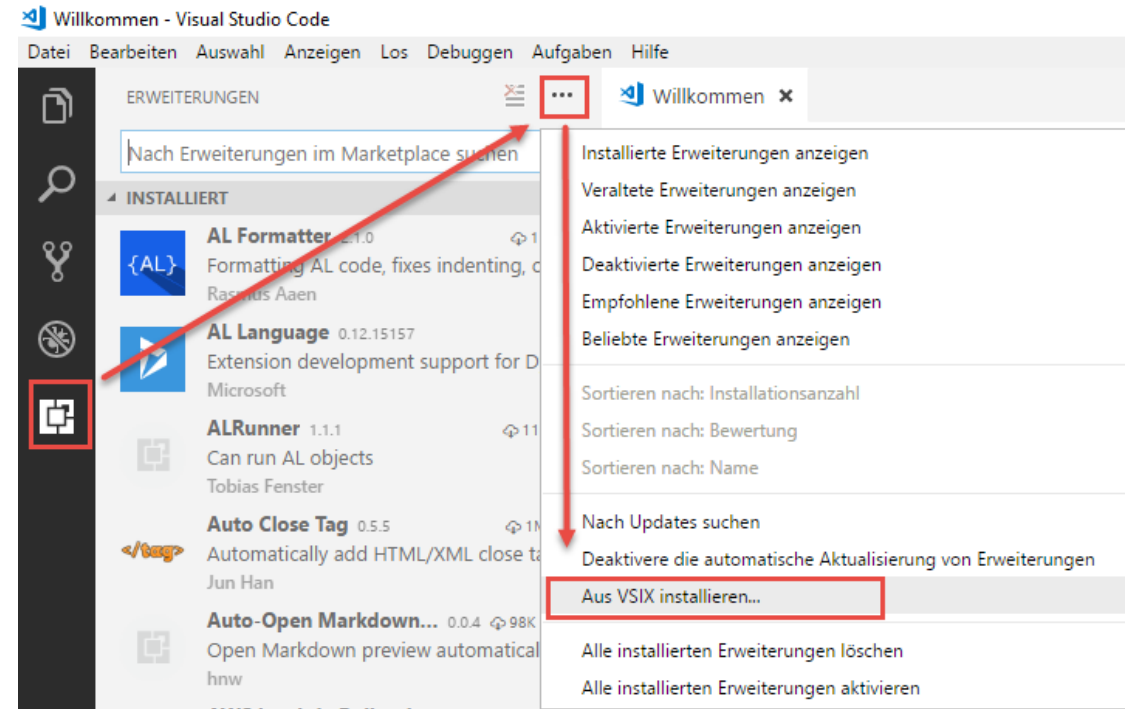 Willkommen - Visual Studio Code
Datei Bearbeiten Auswahl Anzeigen Los Debuggen Aufgaben Hilfe
ERWEITERUNGEN
Willkommen
Nach Erweiterungen im Marketplace suchen
INSTALLIERT
AL Formatter 2.1.0 1
{AL}
Formatting AL code, fixes indenting, c
Rasmus Aaen
AL Language 0.12.15157
Extension development support for D
Microsoft
ALRunner 1.1.1 11
Can run AL objects
Tobias Fenster
Auto Close Tag 0.5.5 1M
</tag>
Automatically add HTML/XML close ta
Jun Han
Auto-Open Markdown... 0.0.4 98K
Open Markdown preview automatical
hnw
Installierte Erweiterungen anzeigen
Veraltete Erweiterungen anzeigen
Aktivierte Erweiterungen anzeigen
Deaktivierte Erweiterungen anzeigen
Empfohlene Erweiterungen anzeigen
Beliebte Erweiterungen anzeigen
Sortieren nach: Installationsanzahl
Sortieren nach: Bewertung
Sortieren nach: Name
Nach Updates suchen
Deaktivere die automatische Aktualisierung von Erweiterungen
Aus VSIX installieren...
Alle installierten Erweiterungen löschen
Alle installierten Erweiterungen aktivieren